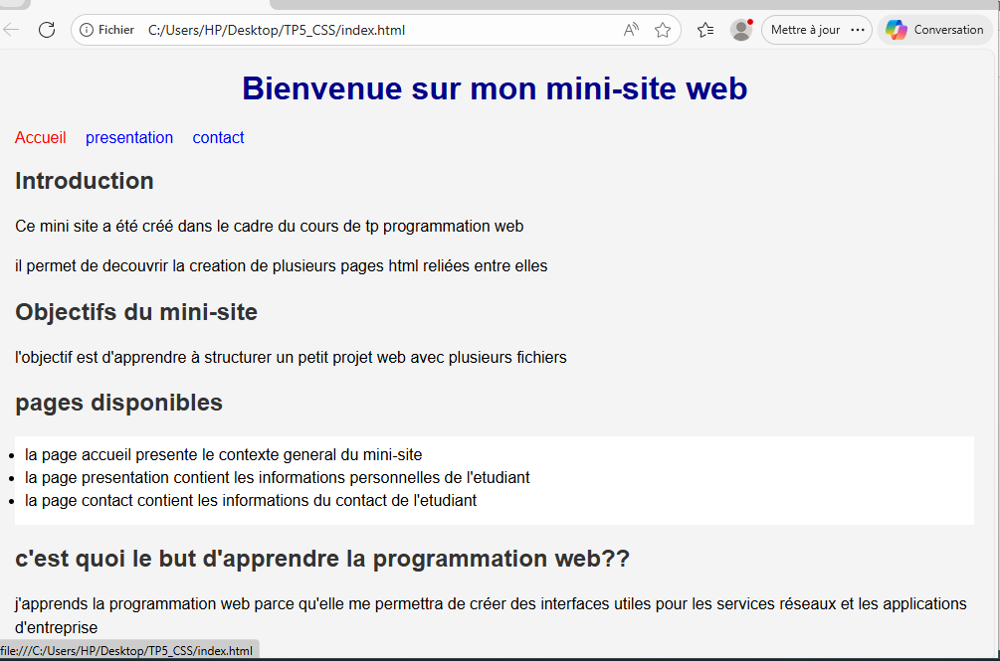 Fichier C:/Users/HP/Desktop/TP5_CSS/index.html Mettre à jour Conversation
Bienvenue sur mon mini-site web
Accueil presentation contact
Introduction
Ce mini site a été créé dans le cadre du cours de tp programmation web
il permet de decouvrir la creation de plusieurs pages html reliées entre elles
Objectifs du mini-site
l'objectif est d'apprendre à structurer un petit projet web avec plusieurs fichiers
pages disponibles
la page accueil presente le contexte general du mini-site
la page presentation contient les informations personnelles de l'etudiant
la page contact contient les informations du contact de l'etudiant
c'est quoi le but d'apprendre la programmation web??
j'apprends la programmation web parce qu'elle me permettra de créer des interfaces utiles pour les services réseaux et les applications
d'entreprise
file:///C:/Users/HP/Desktop/TP5_CSS/index.html